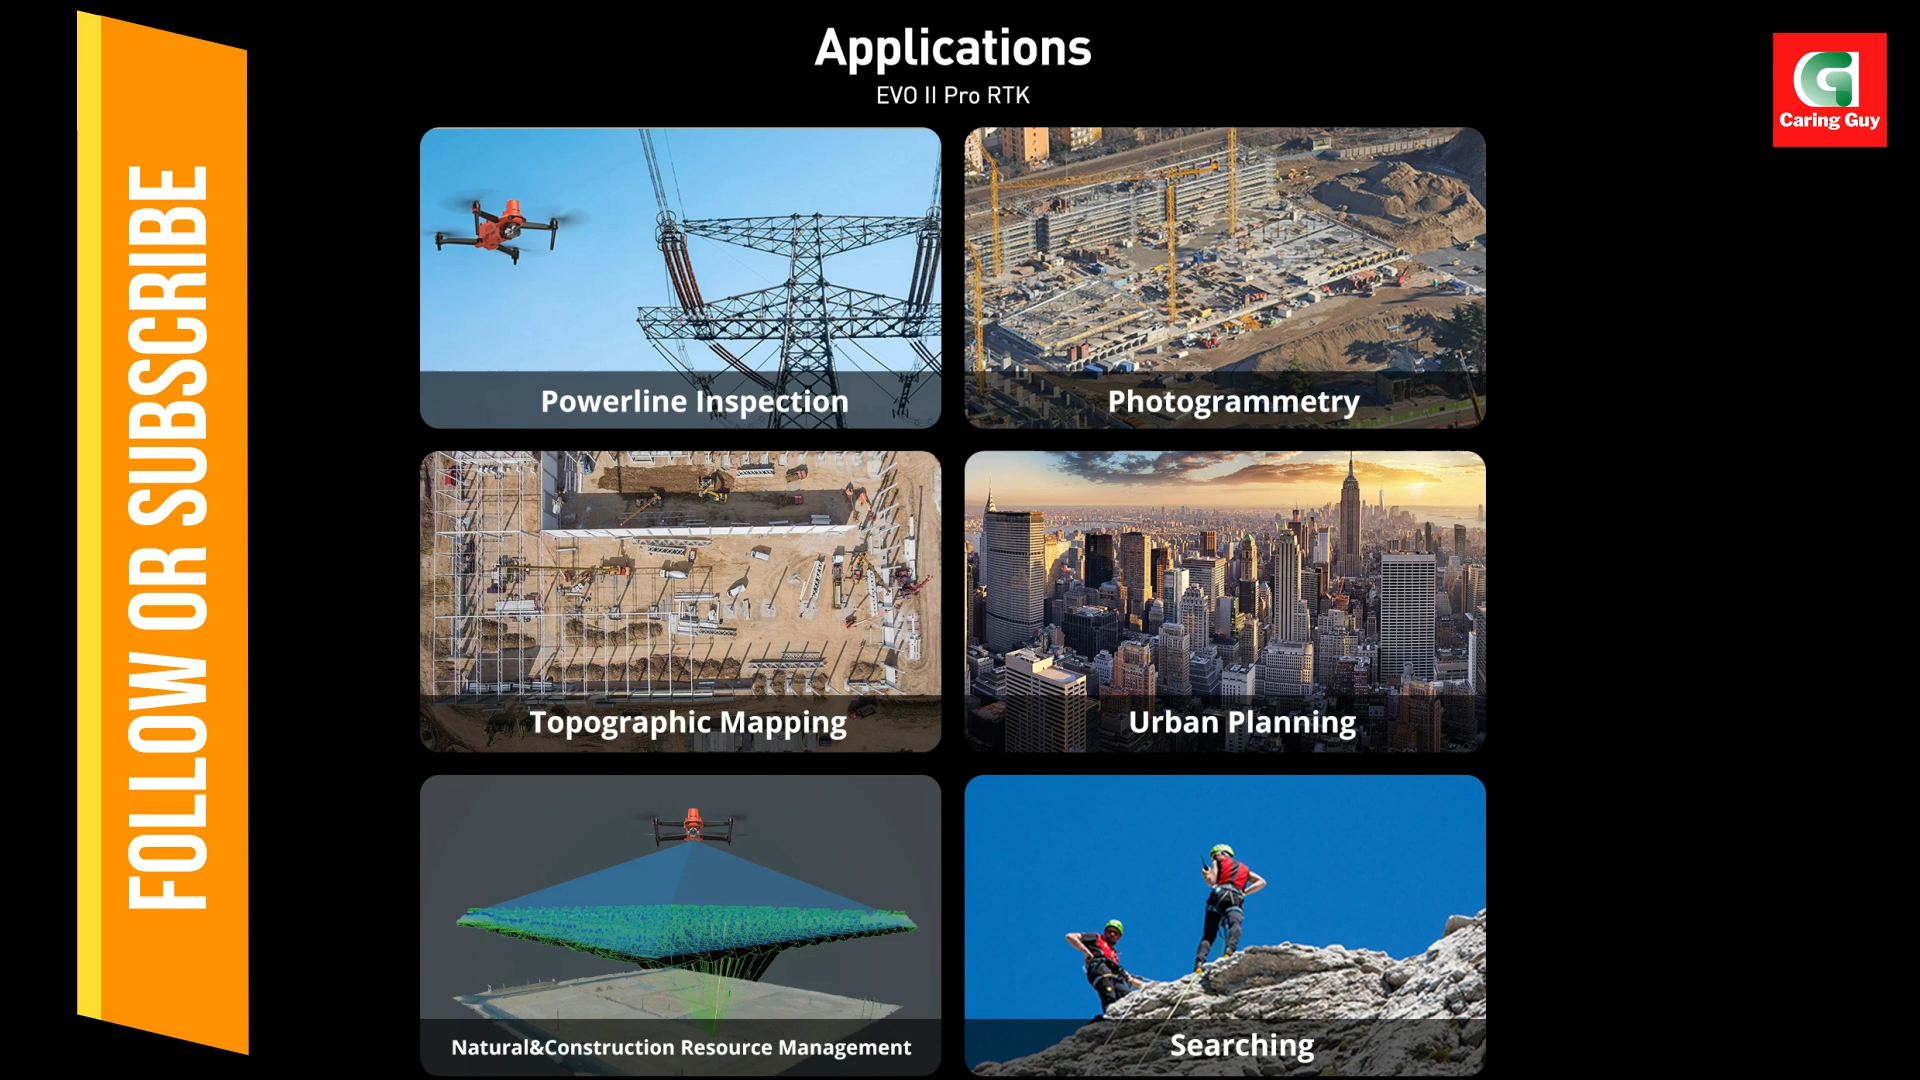 Applications
EVO II Pro RTK
Caring Guy
FOLLOW OR SUBSCRIBE
Powerline Inspection
Photogrammetry
Topographic Mapping
Urban Planning
Natural&Construction Resource Management
Searching